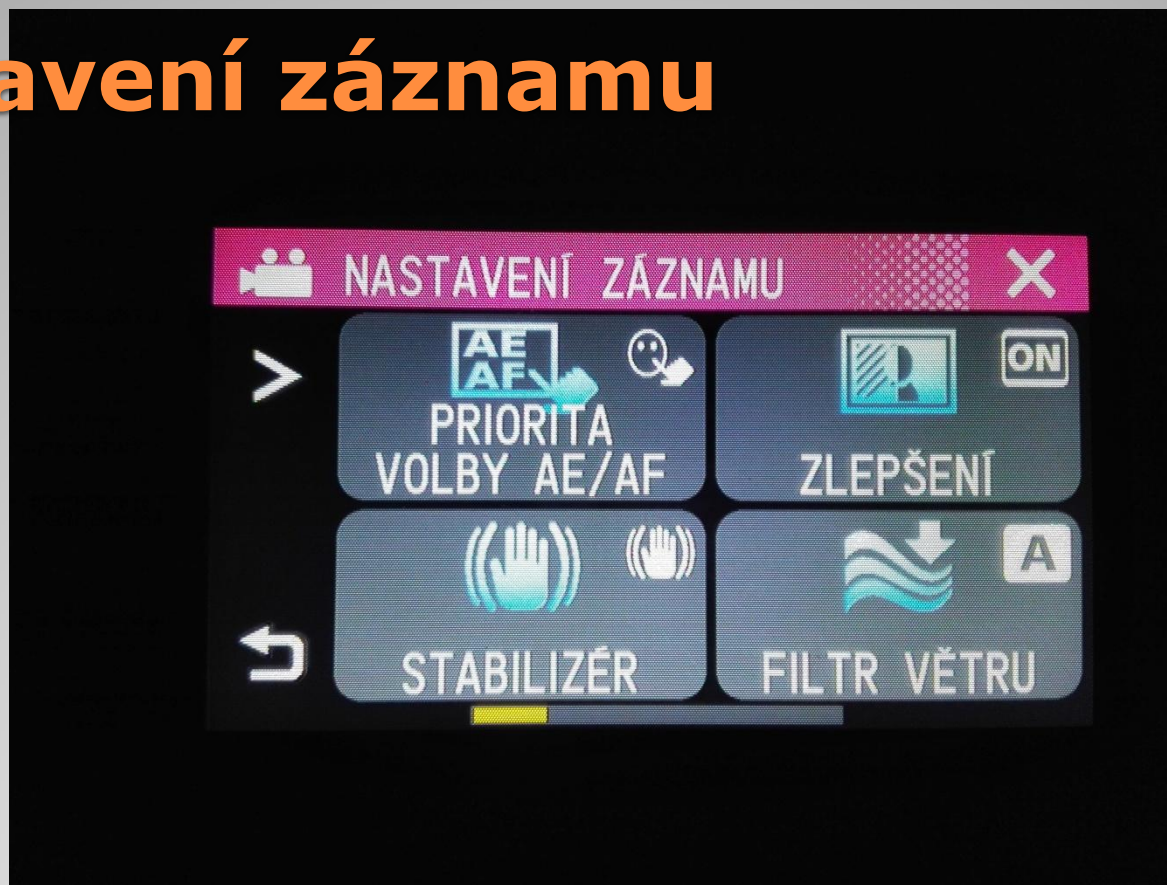 avení záznamu
NASTAVENÍ ZÁZNAMU
AE
AF
PRIORITA
VOLBY AE/AF
ON
ZLEPŠENÍ
STABILIZÉR
A
FILTR VĚTRU